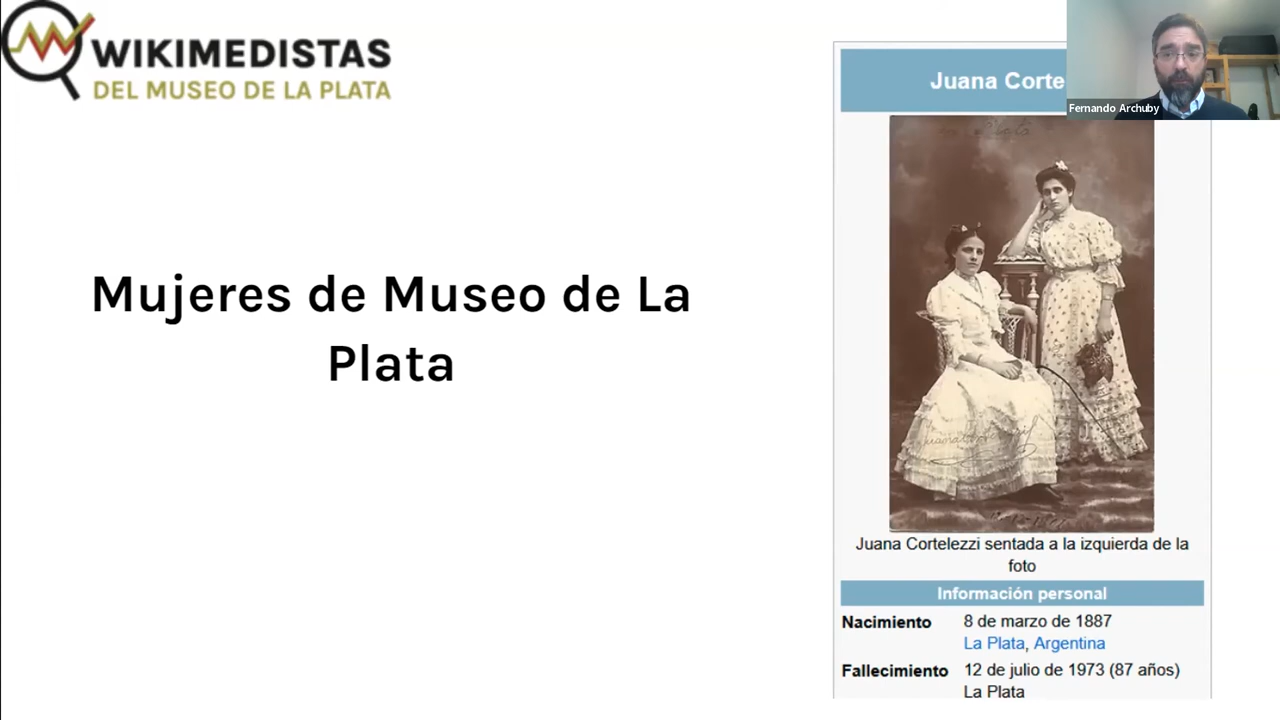 WIKIMEDISTAS
DEL MUSEO DE LA PLATA
Mujeres de Museo de La
Plata
Juana Corte
Fernando Archuby
Juana Cortelezzi sentada a la izquierda de la
foto
Información personal
Nacimiento 8 de marzo de 1887
La Plata, Argentina
Fallecimiento 12 de julio de 1973 (87 años)
La Plata